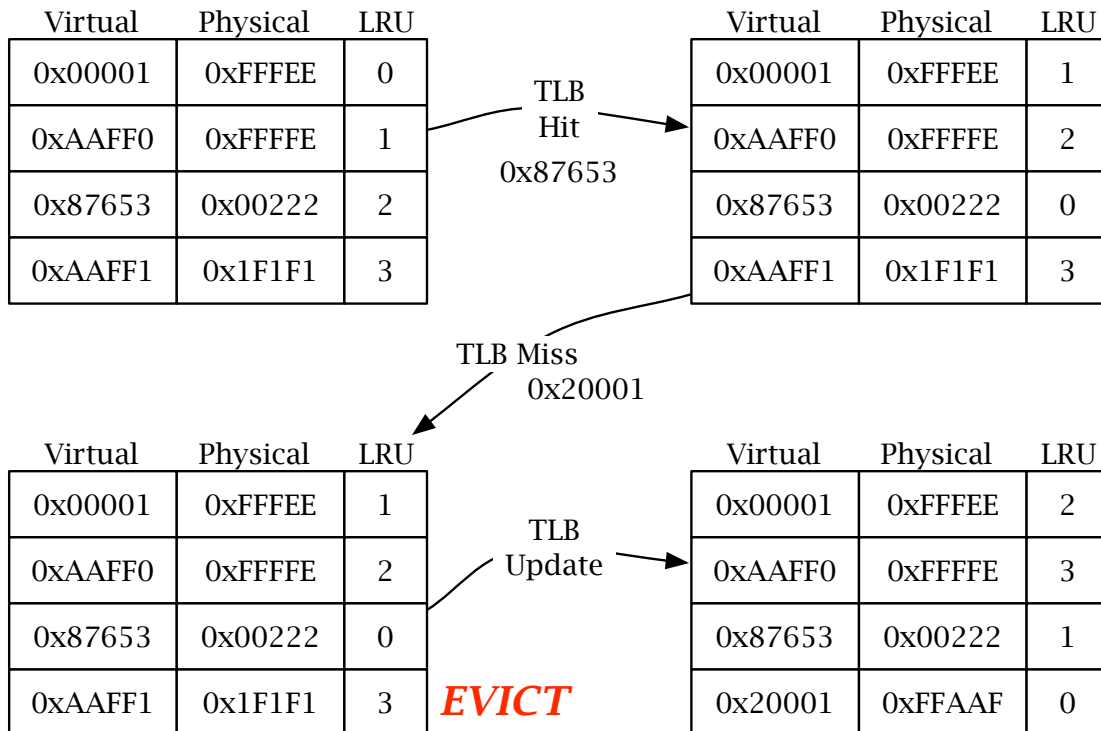 Virtual Physical LRU
0x00001 0xFFFEE 0
0xAAFF0 0xFFFFE 1
0x87653 0x00222 2
0xAAFF1 0x1F1F1 3
TLB
Hit
0x87653
Virtual Physical LRU
0x00001 0xFFFEE 1
0xAAFF0 0xFFFFE 2
0x87653 0x00222 0
0xAAFF1 0x1F1F1 3
TLB Miss
0x20001
Virtual Physical LRU
0x00001 0xFFFEE 1
0xAAFF0 0xFFFFE 2
0x87653 0x00222 0
0xAAFF1 0x1F1F1 3 EVICT
TLB
Update
Virtual Physical LRU
0x00001 0xFFFEE 2
0xAAFF0 0xFFFFE 3
0x87653 0x00222 1
0x20001 0xFFAAF 0